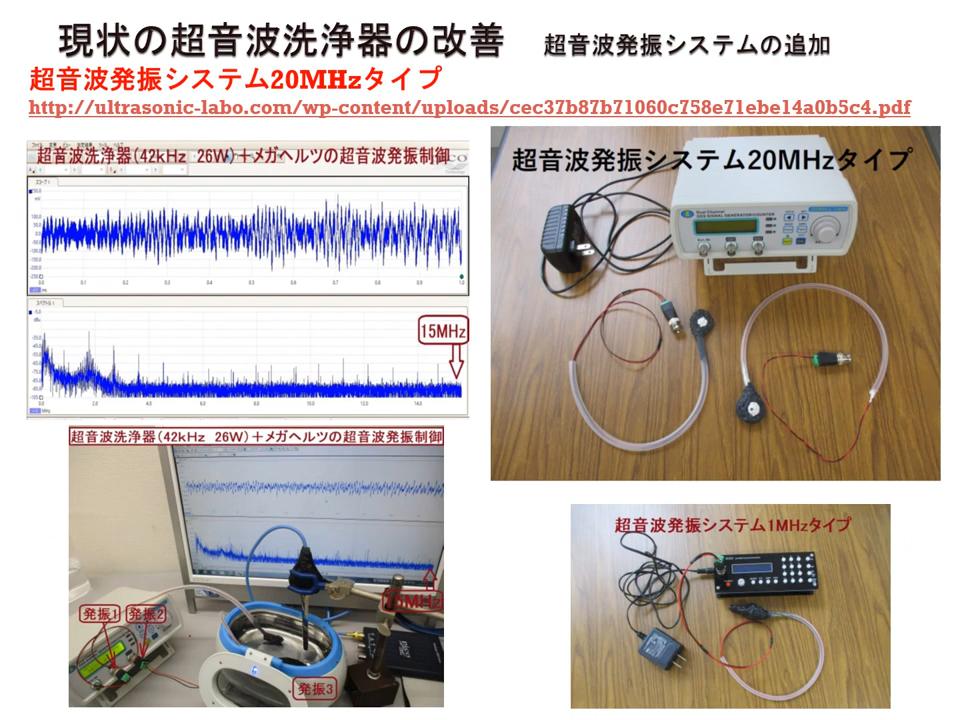 現状の超音波洗浄器の改善 超音波発振システムの追加
超音波発振システム20MHzタイプ
http://ultrasonic-labo.com/wp-content/uploads/cec37b87b71060c758e71ebe14a0b5c4.pdf
超音波洗浄器(42kHz 26W)+メガヘルツの超音波発振制御
15MHz
超音波発振システム20MHzタイプ
超音波洗浄器(42kHz 26W)+メガヘルツの超音波発振制御
15MHz
発振1 発振2
発振3
超音波発振システム1MHzタイプ